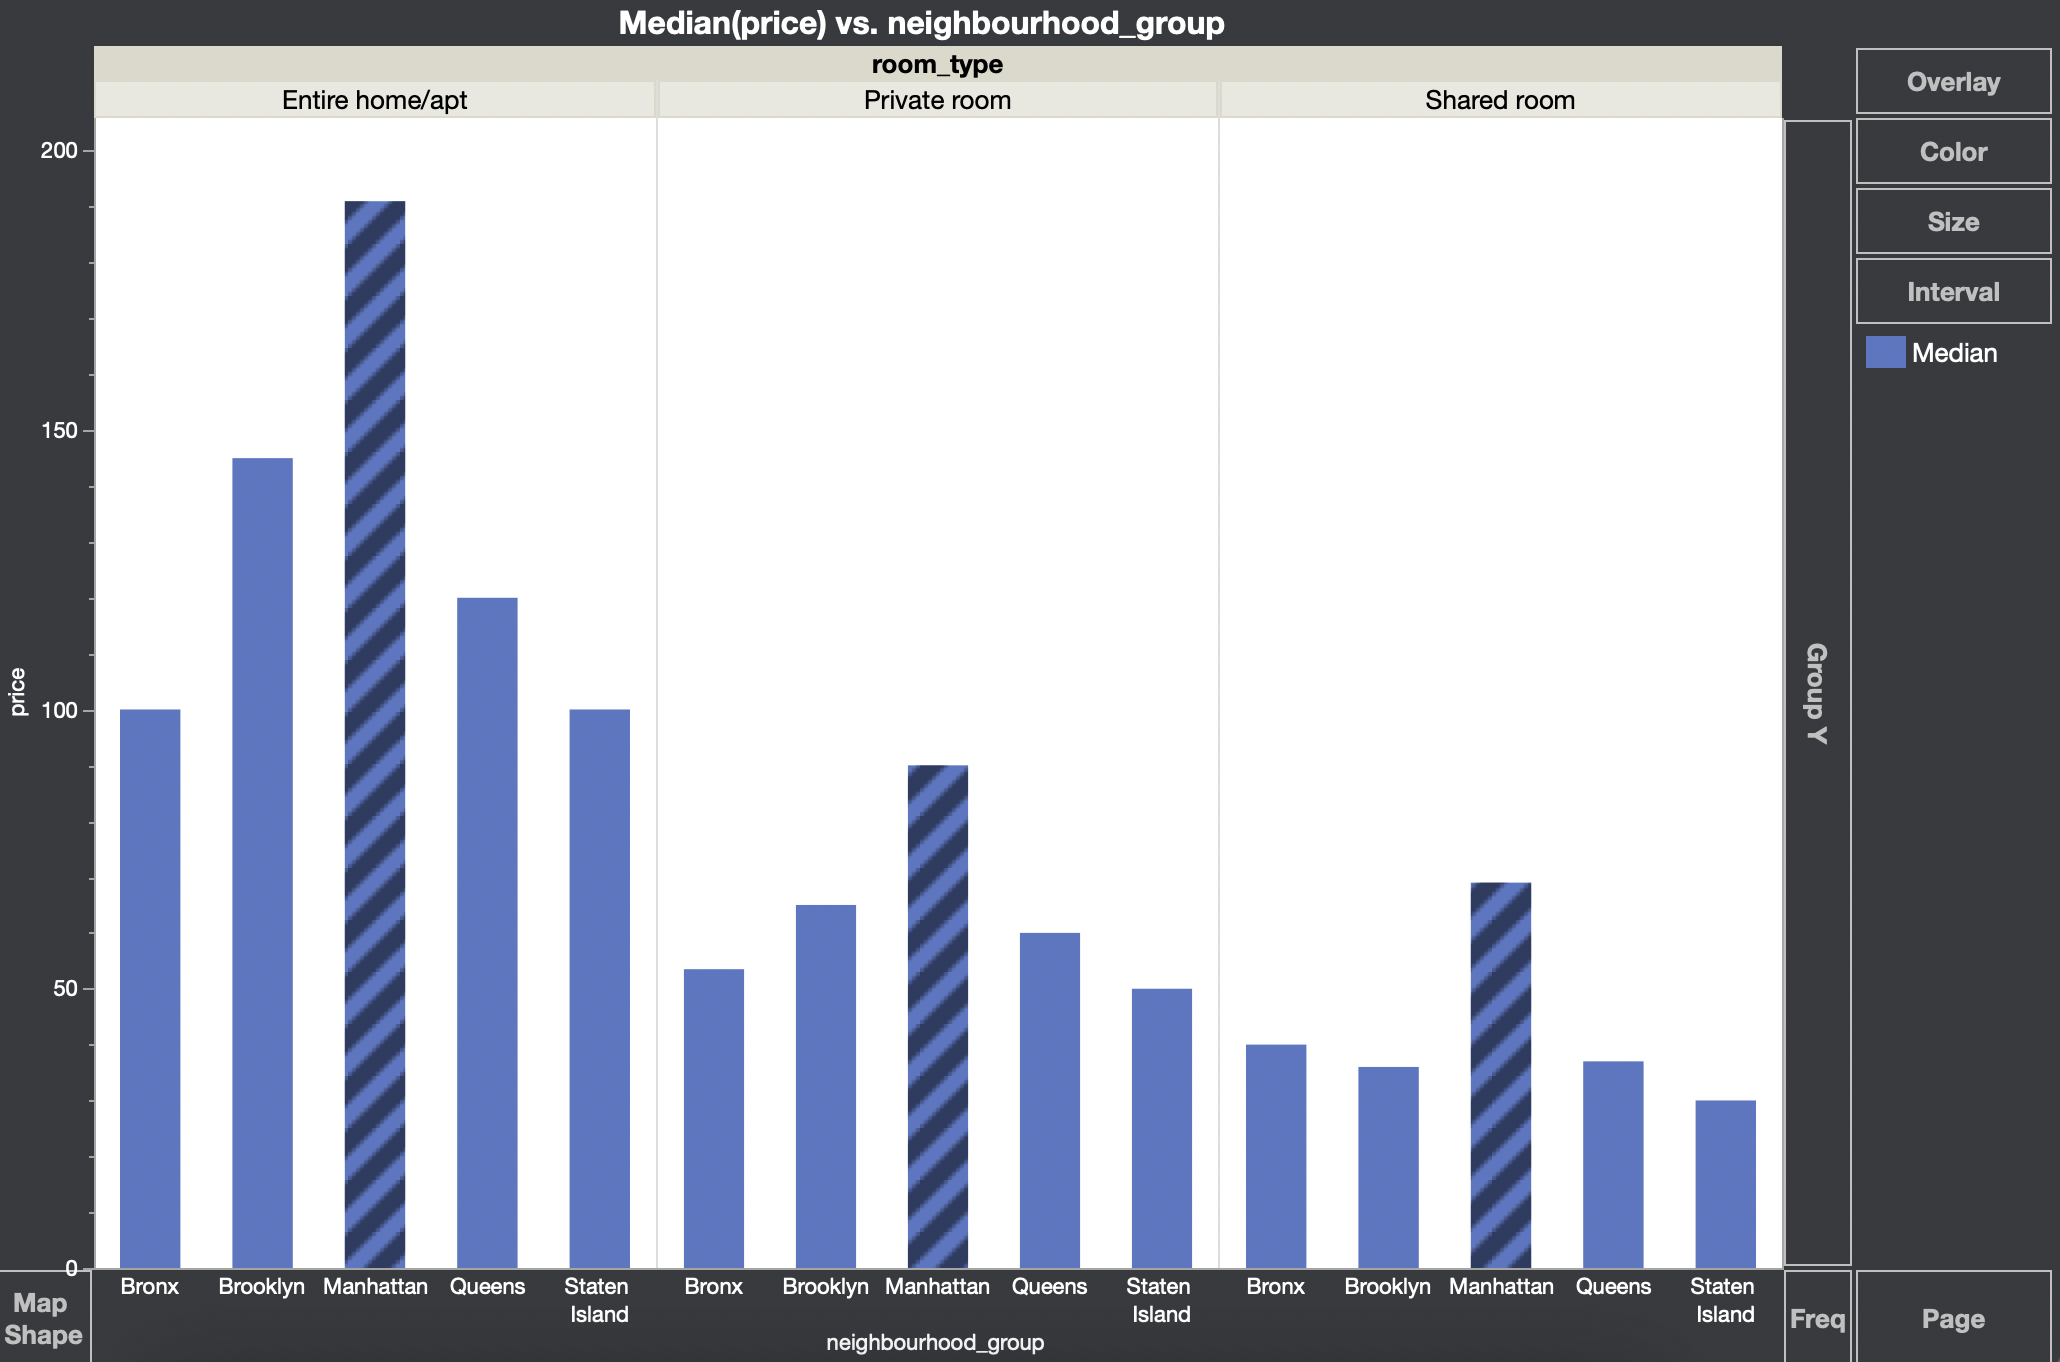 Median(price) vs. neighbourhood_group
room_type
Entire home/apt Private room Shared room
Overlay
Color
Size
Interval
Median
200
150
100
50
0
price
Group Y
Bronx Brooklyn Manhattan Queens Staten Island Bronx Brooklyn Manhattan Queens Staten Island Bronx Brooklyn Manhattan Queens Staten Island
neighbourhood_group
Map
Shape
Freq
Page